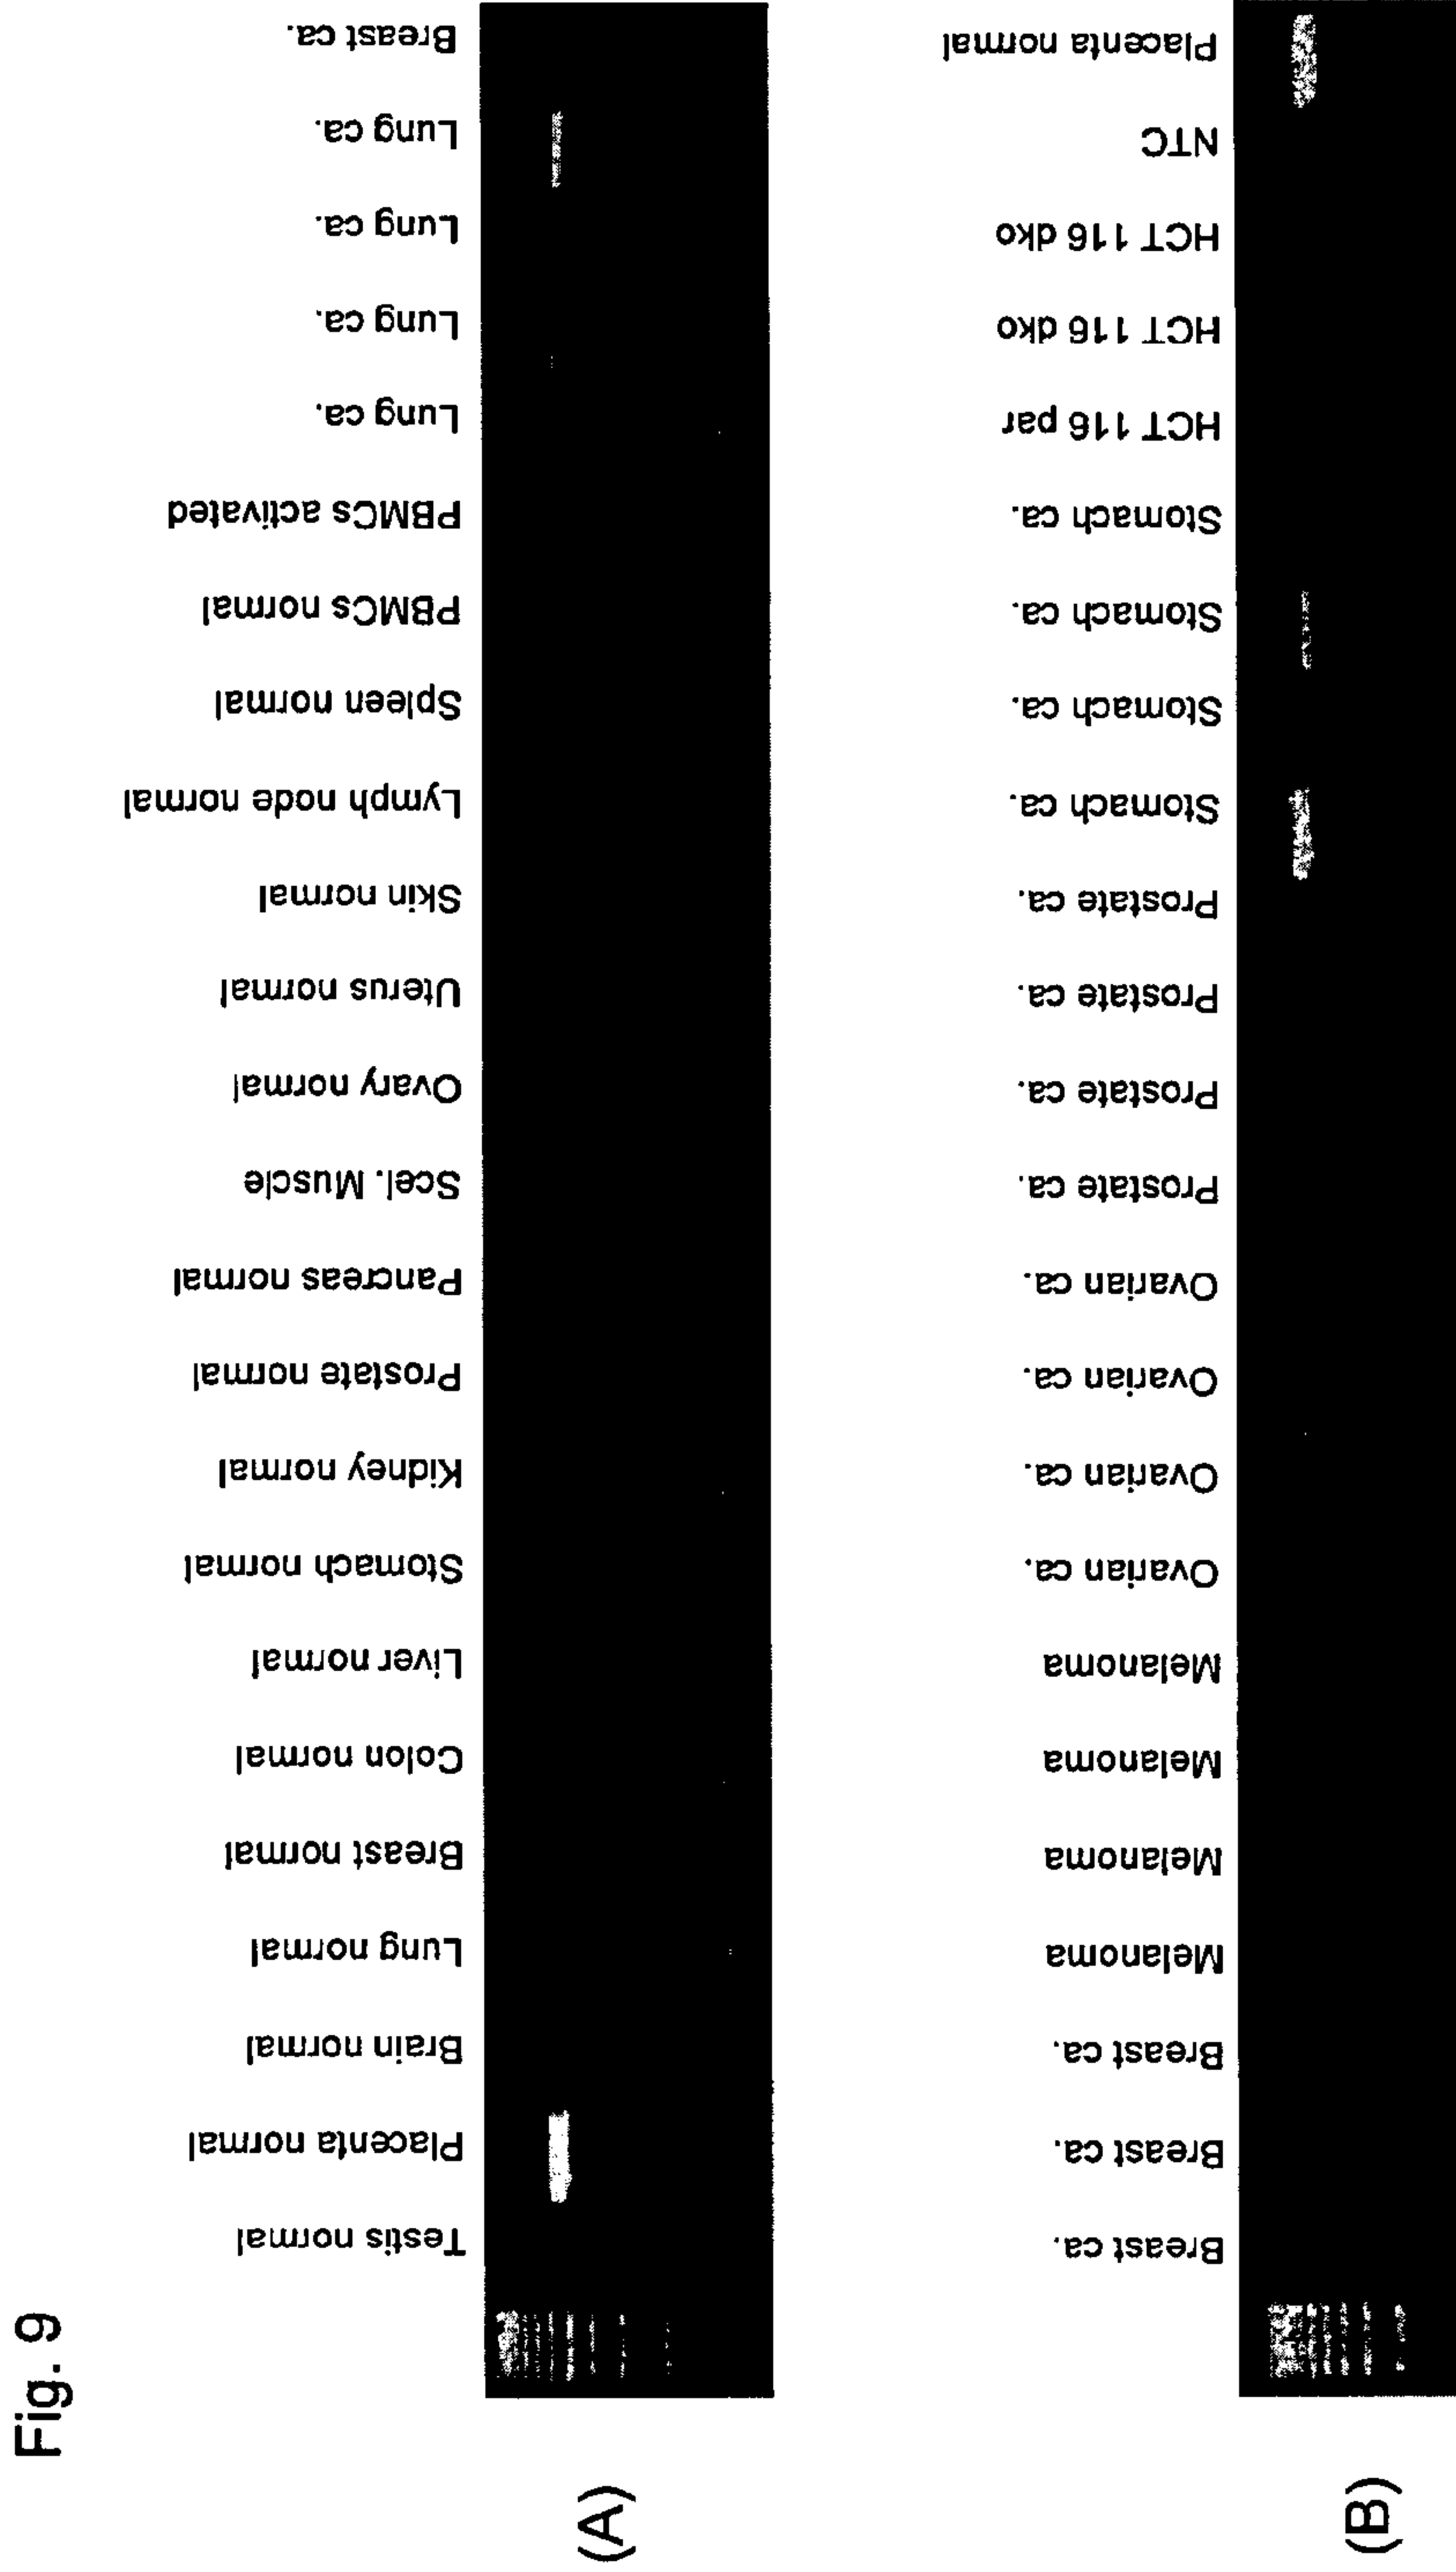 Fig. 9
(A)
Testis normal
Placenta normal
Brain normal
Lung normal
Breast normal
Colon normal
Liver normal
Stomach normal
Kidney normal
Prostate normal
Pancreas normal
Scel. Muscle
Ovary normal
Uterus normal
Skin normal
Lymph node normal
Spleen normal
PBMCs normal
PBMCs activated
Lung ca.
Lung ca.
Lung ca.
Lung ca.
Breast ca.
(B)
Breast ca.
Breast ca.
Breast ca.
Melanoma
Melanoma
Melanoma
Melanoma
Ovarian ca.
Ovarian ca.
Ovarian ca.
Ovarian ca.
Prostate ca.
Prostate ca.
Prostate ca.
Prostate ca.
Stomach ca.
Stomach ca.
Stomach ca.
Stomach ca.
HCT 116 par
HCT 116 dko
HCT 116 dko
NTC
Placenta normal